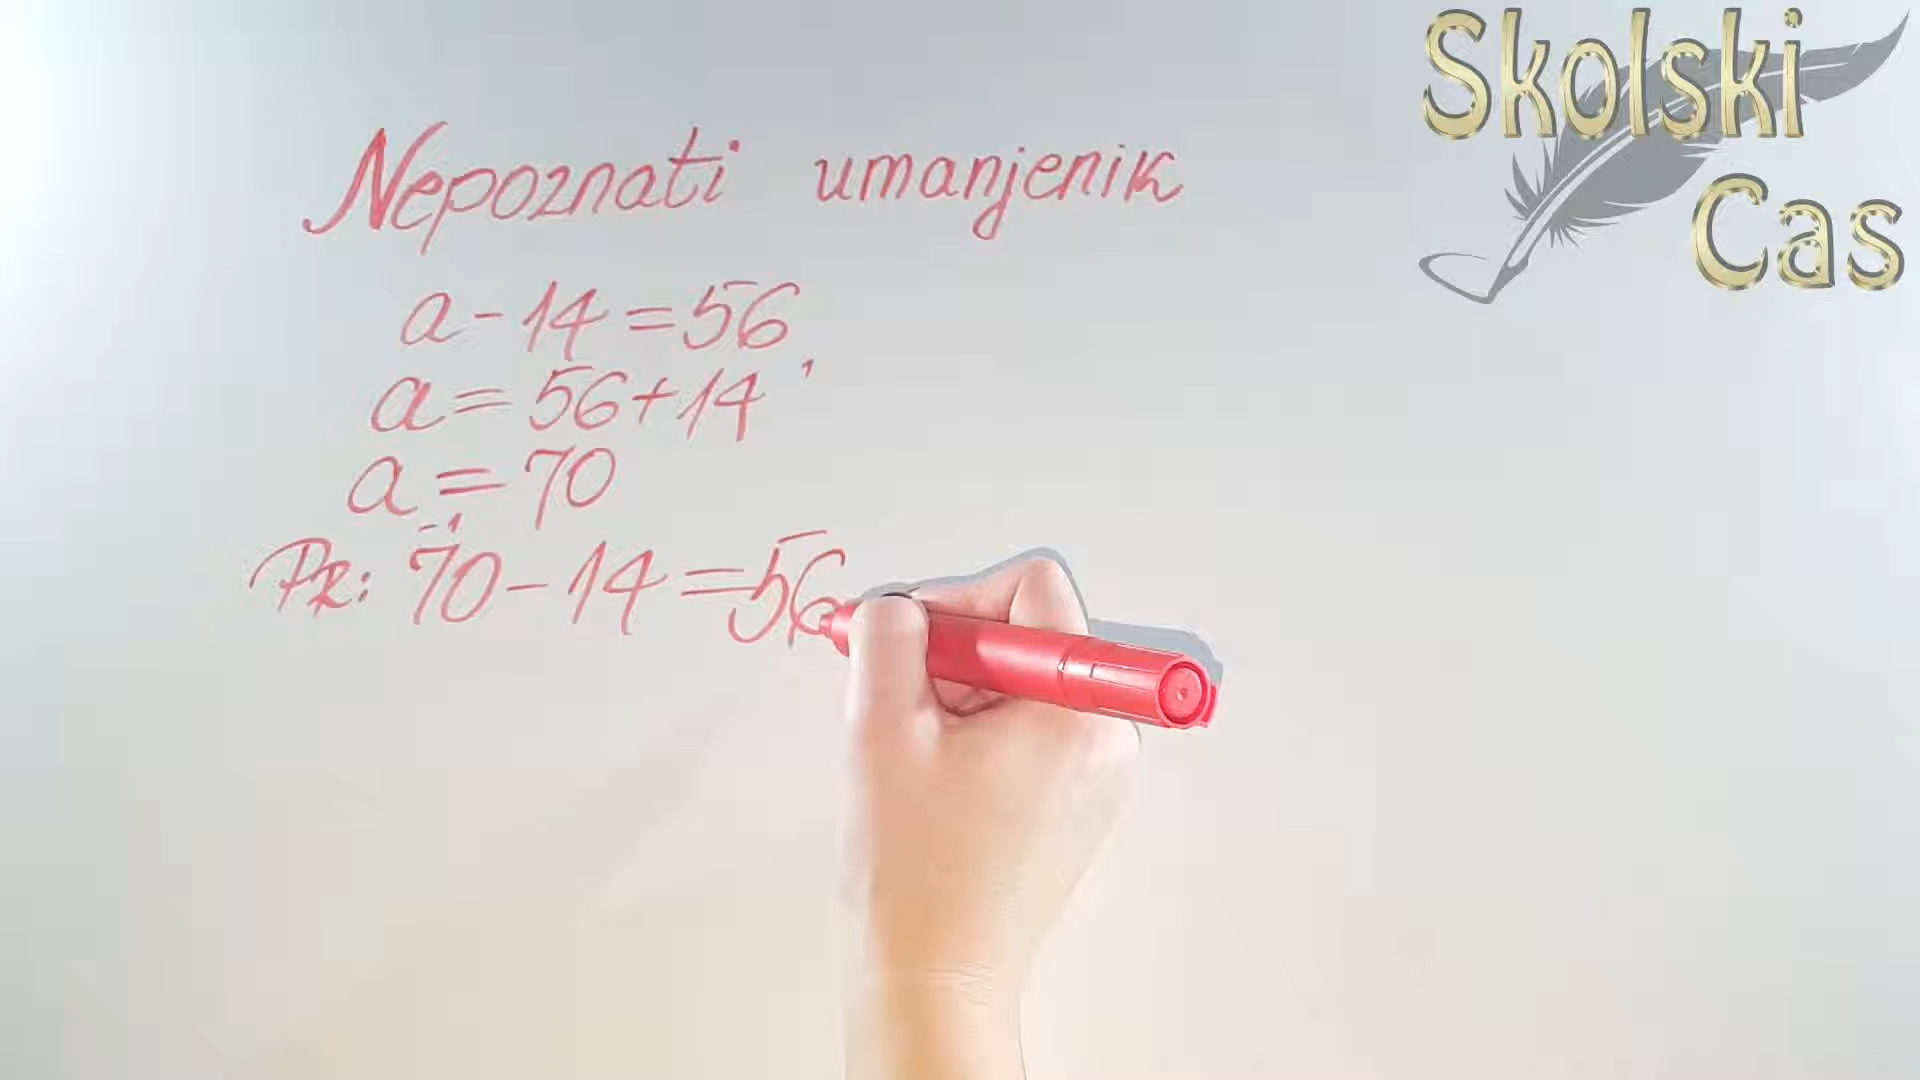 Skolski
Cas
Nepoznati umanjenik
a-14=56
a=56+14
a=70
Pr: 70-14=56